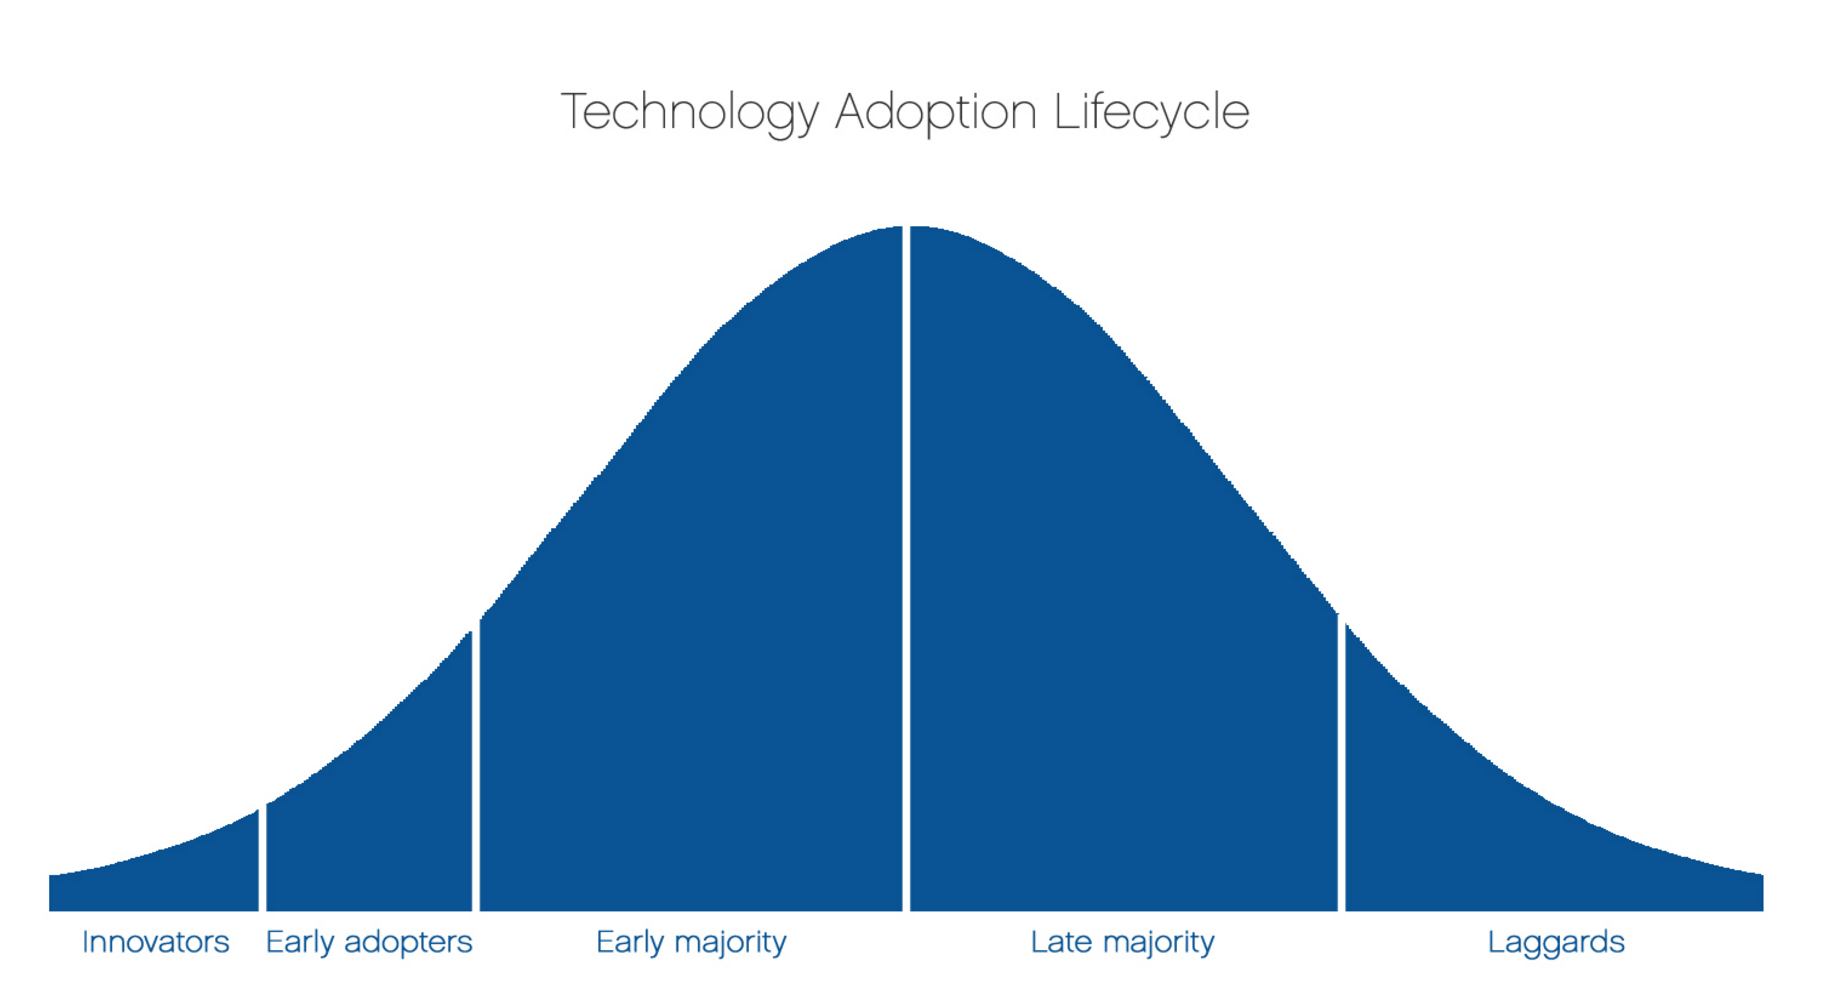 Technology Adoption Lifecycle
Innovators
Early adopters
Early majority
Late majority
Laggards